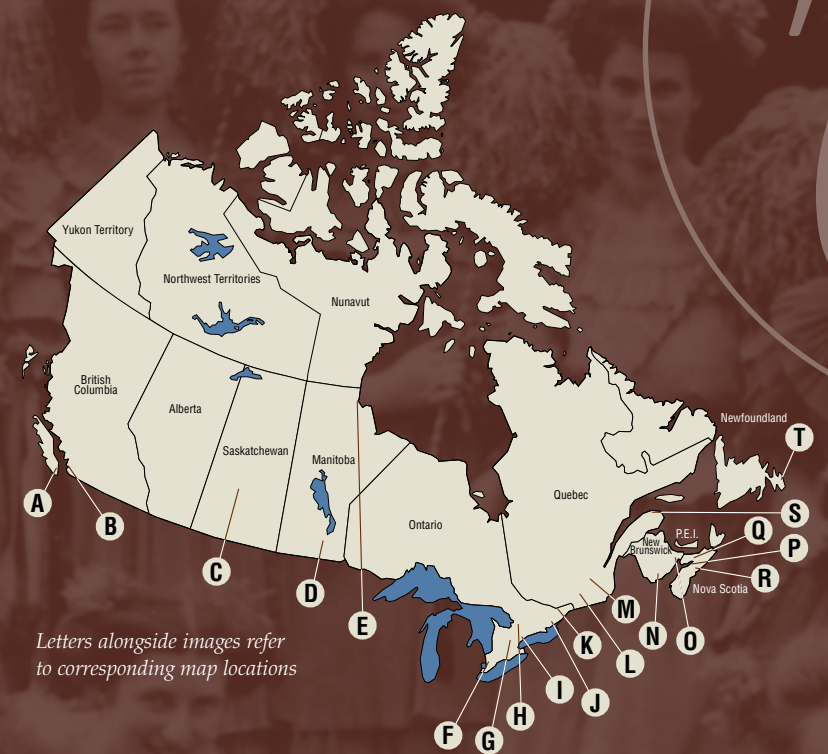 Yukon Territory
Northwest Territories
Nunavut
British
Columbia
Alberta
Saskatchewan
Manitoba
Ontario
Quebec
Newfoundland
P.E.I.
New
Brunswick
Nova Scotia
A
B
C
D
E
F
G
H
I
J
K
L
M
N
O
R
P
Q
S
T
Letters alongside images refer
to corresponding map locations